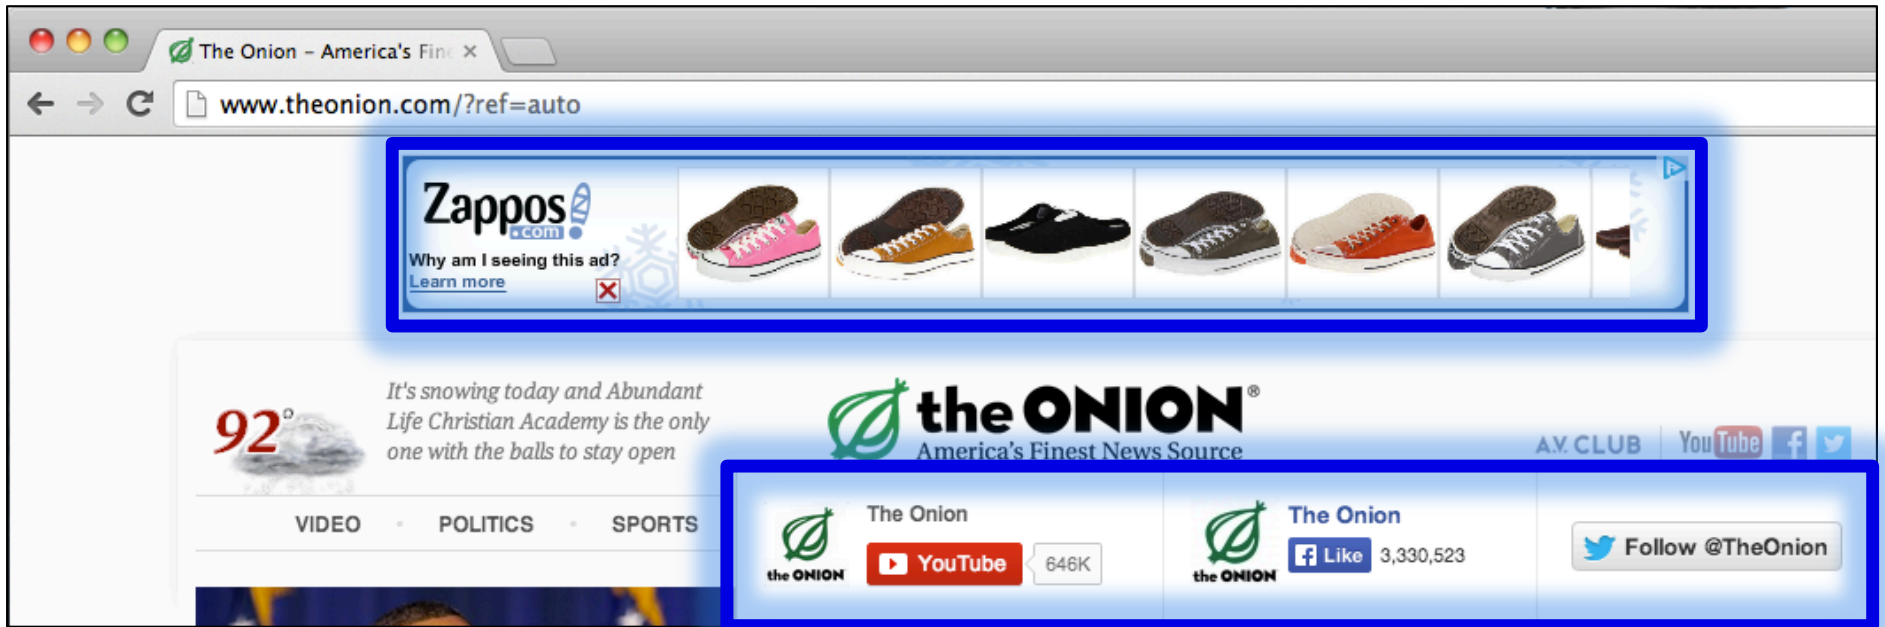 The Onion – America's Fine
www.theonion.com/?ref=auto
Zappos
.com
Why am I seeing this ad?
Learn more
92°
It's snowing today and Abundant
Life Christian Academy is the only
one with the balls to stay open
the ONION®
America's Finest News Source
A.V. CLUB
YouTube
VIDEO • POLITICS • SPORTS
the ONION
The Onion
YouTube 646K
the ONION
The Onion
Like 3,330,523
Follow @TheOnion